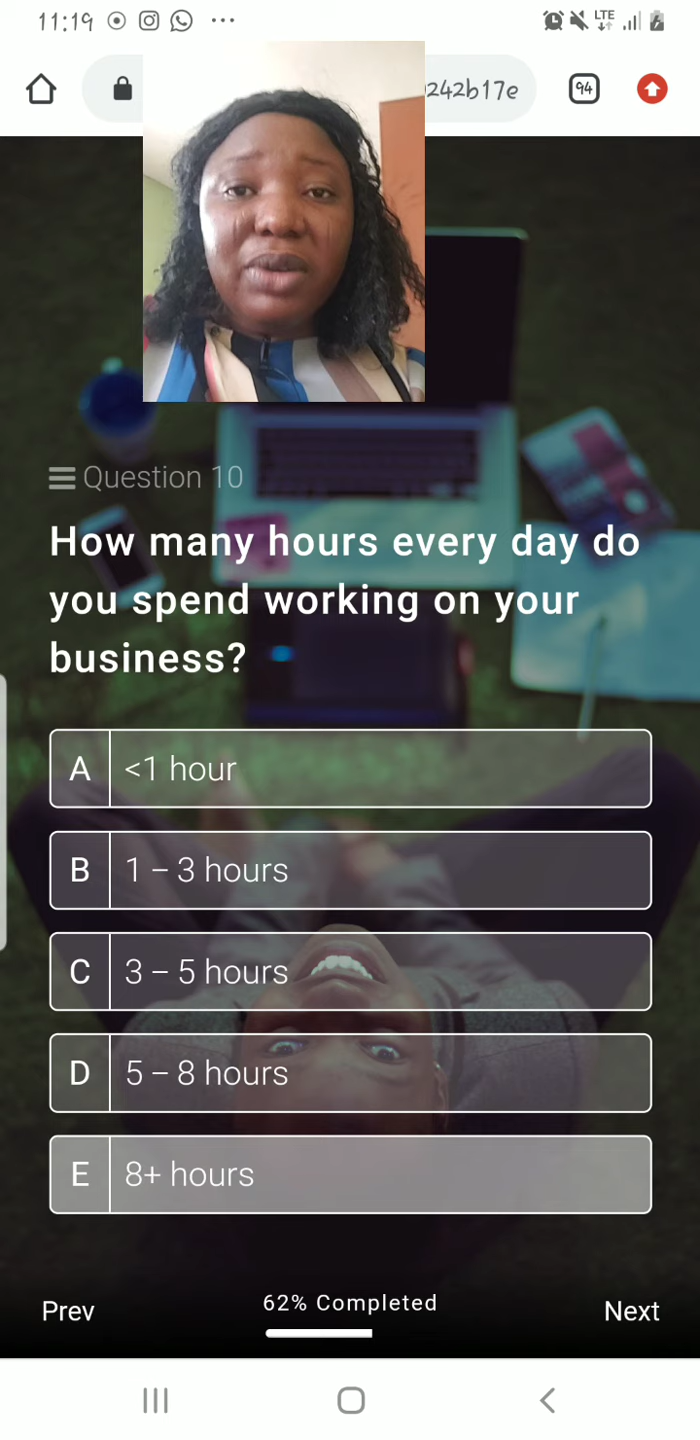 11:19
LTE
242b17e
94
Question 10
How many hours every day do
you spend working on your
business?
A <1 hour
B 1 – 3 hours
C 3 – 5 hours
D 5 – 8 hours
E 8+ hours
62% Completed
Prev
Next